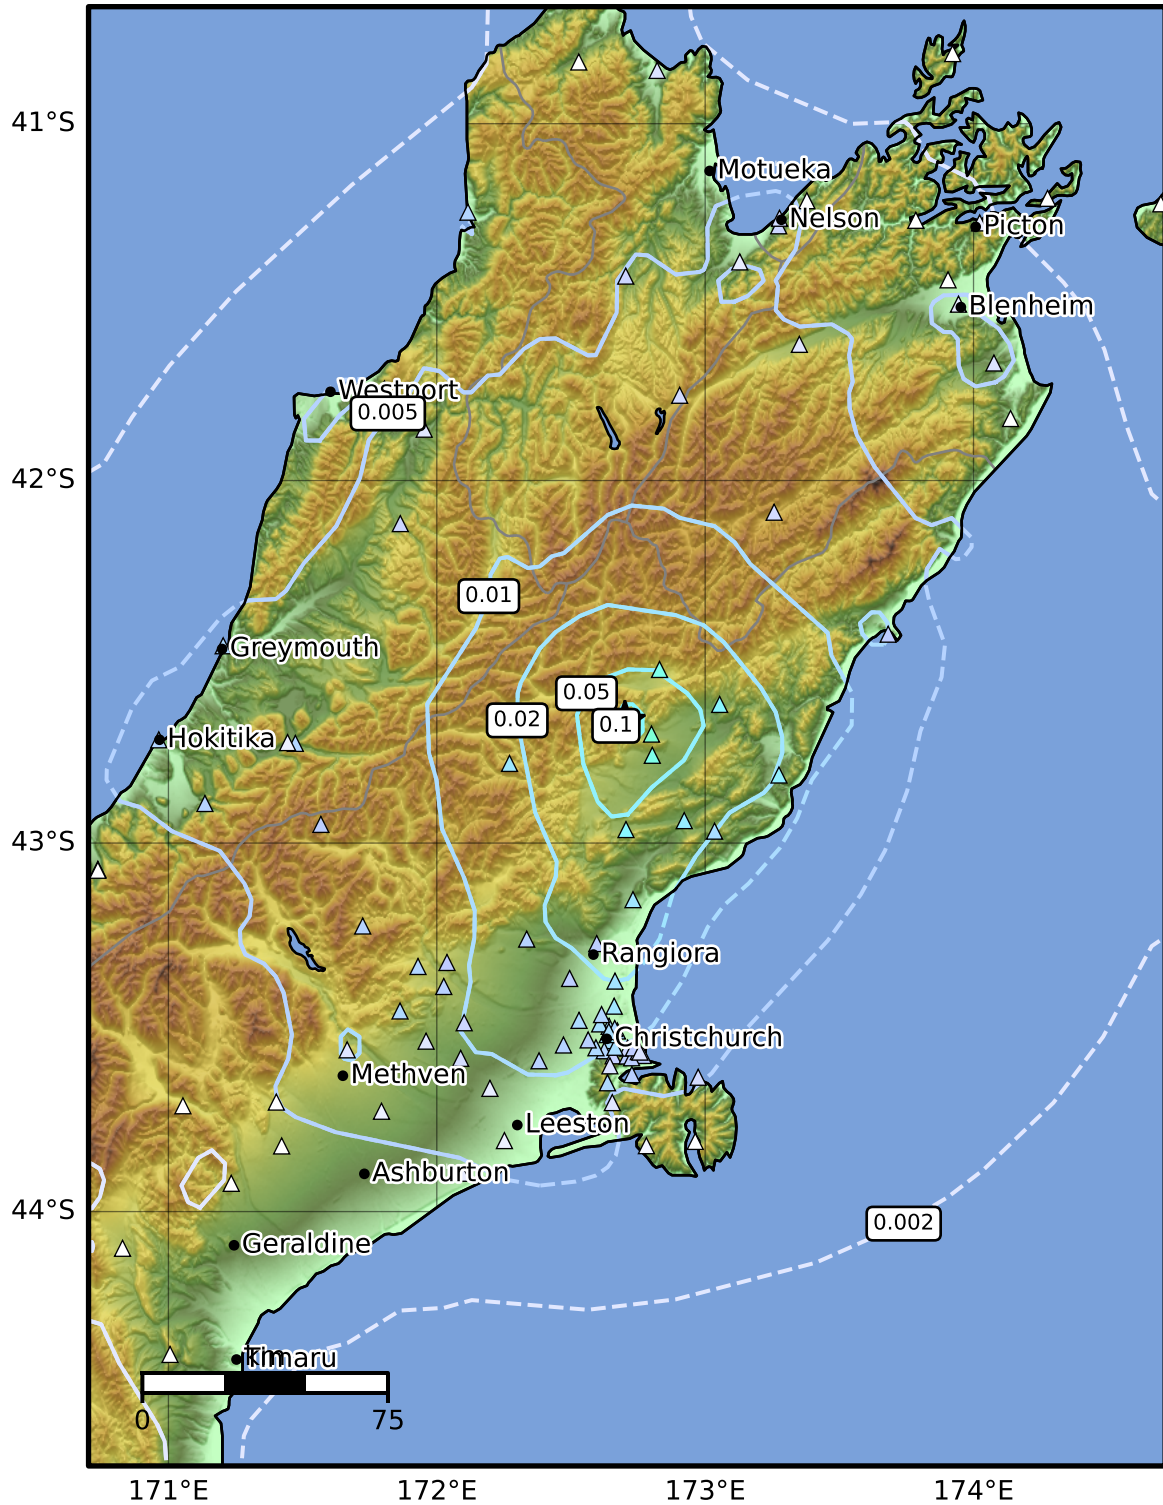 41°S
Motueka
Nelson
Picton
Blenheim
Westport
0.005
42°S
0.01
Greymouth
0.05
0.02
0.1
Hokitika
43°S
Rangiora
Christchurch
Methven
Leeston
Ashburton
44°S
0.002
Geraldine
km
Timaru
0
75
171°E
172°E
173°E
174°E